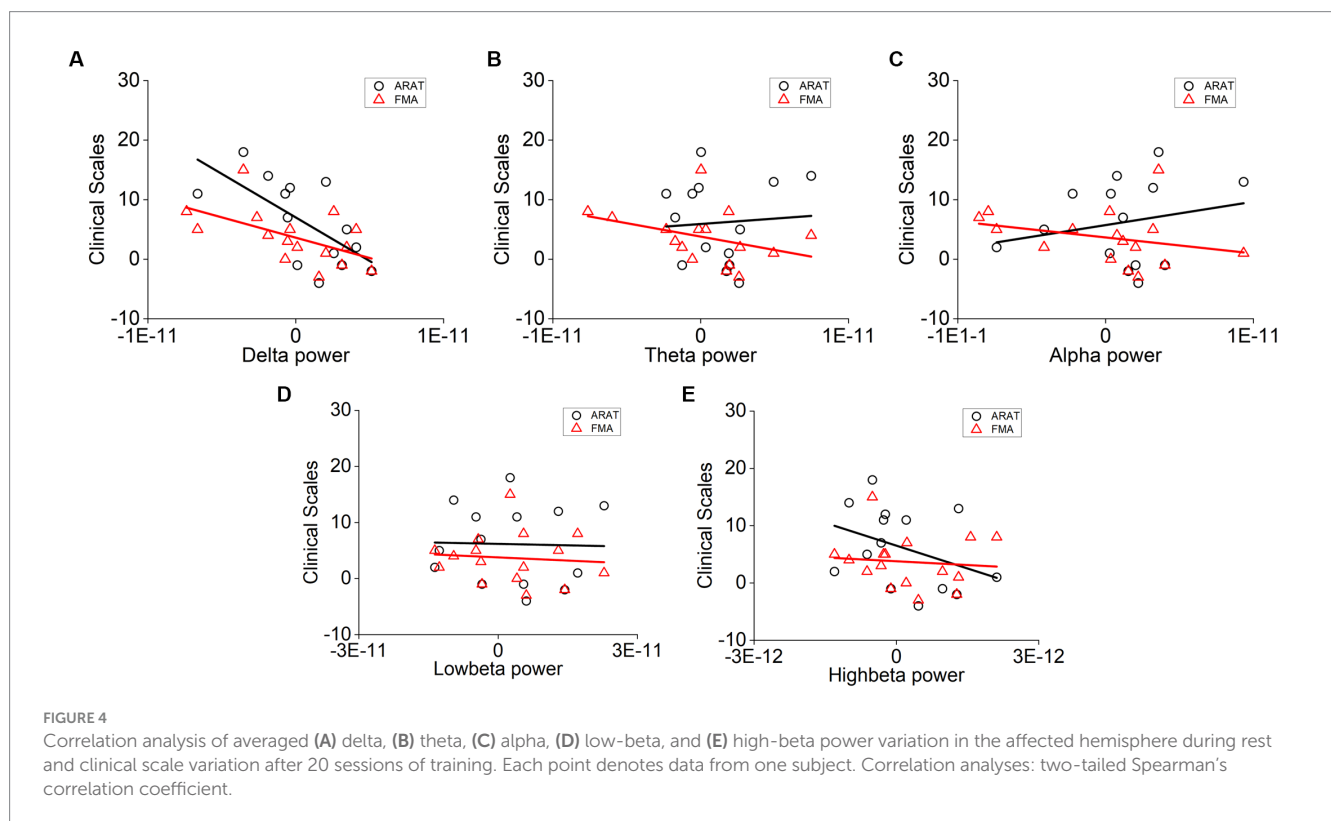 A
30
20
10
0
-10
Clinical Scales
ARAT
FMA
-1E-11
0
1E-11
Delta power
B
30
20
10
0
-10
Clinical Scales
ARAT
FMA
-1E-11
0
1E-11
Theta power
C
30
20
10
0
-10
Clinical Scales
ARAT
FMA
-1E-1-1
0
1E-11
Alpha power
D
30
20
10
0
-10
Clinical Scales
ARAT
FMA
-3E-11
0
3E-11
Lowbeta power
E
30
20
10
0
-10
Clinical Scales
ARAT
FMA
-3E-12
0
3E-12
Highbeta power
FIGURE 4
Correlation analysis of averaged (A) delta, (B) theta, (C) alpha, (D) low-beta, and (E) high-beta power variation in the affected hemisphere during rest
and clinical scale variation after 20 sessions of training. Each point denotes data from one subject. Correlation analyses: two-tailed Spearman's
correlation coefficient.